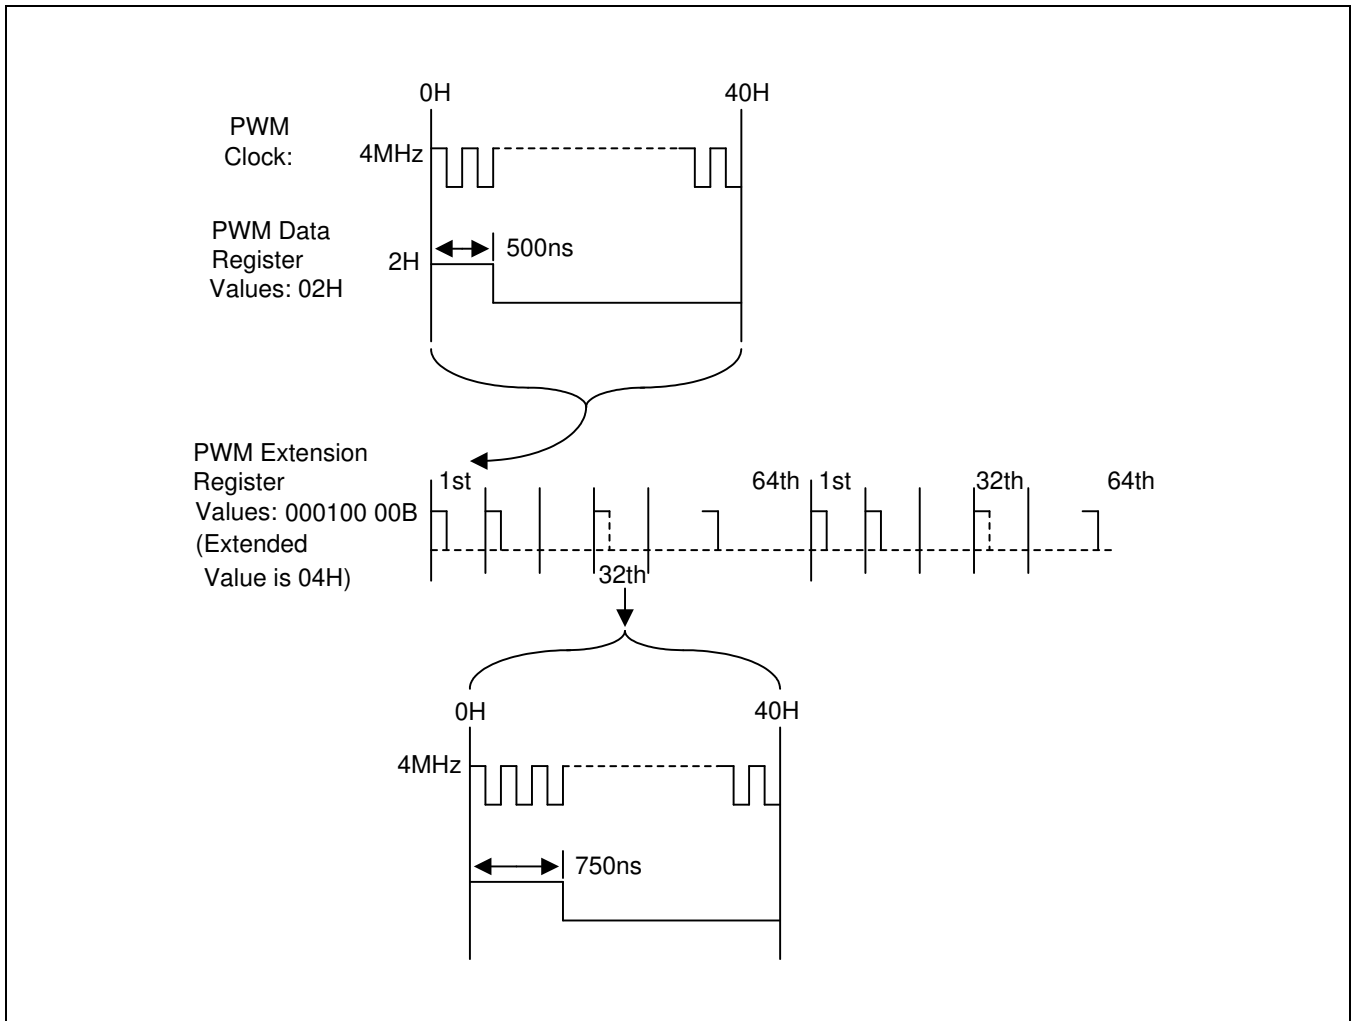 0H 40H
PWM
Clock: 4MHz
PWM Data
Register
Values: 02H
2H
500ns
PWM Extension
Register
Values: 000100 00B
(Extended
Value is 04H)
1st 64th 1st 32th 64th
32th
0H 40H
4MHz
750ns